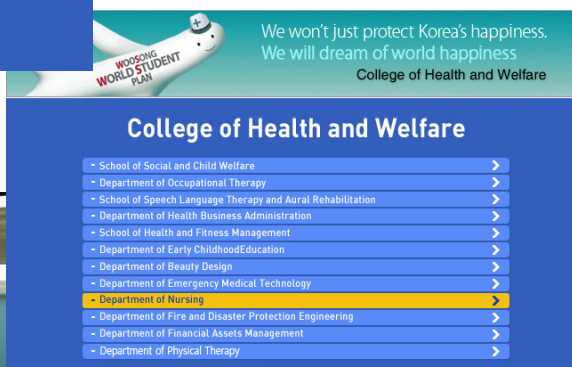 WOOSONG
WORLD STUDENT
PLAN
We won't just protect Korea's happiness.
We will dream of world happiness
College of Health and Welfare
College of Health and Welfare
- School of Social and Child Welfare
- Department of Occupational Therapy
- School of Speech Language Therapy and Aural Rehabilitation
- Department of Health Business Administration
- School of Health and Fitness Management
- Department of Early ChildhoodEducation
- Department of Beauty Design
- Department of Emergency Medical Technology
- Department of Nursing
- Department of Fire and Disaster Protection Engineering
- Department of Financial Assets Management
- Department of Physical Therapy